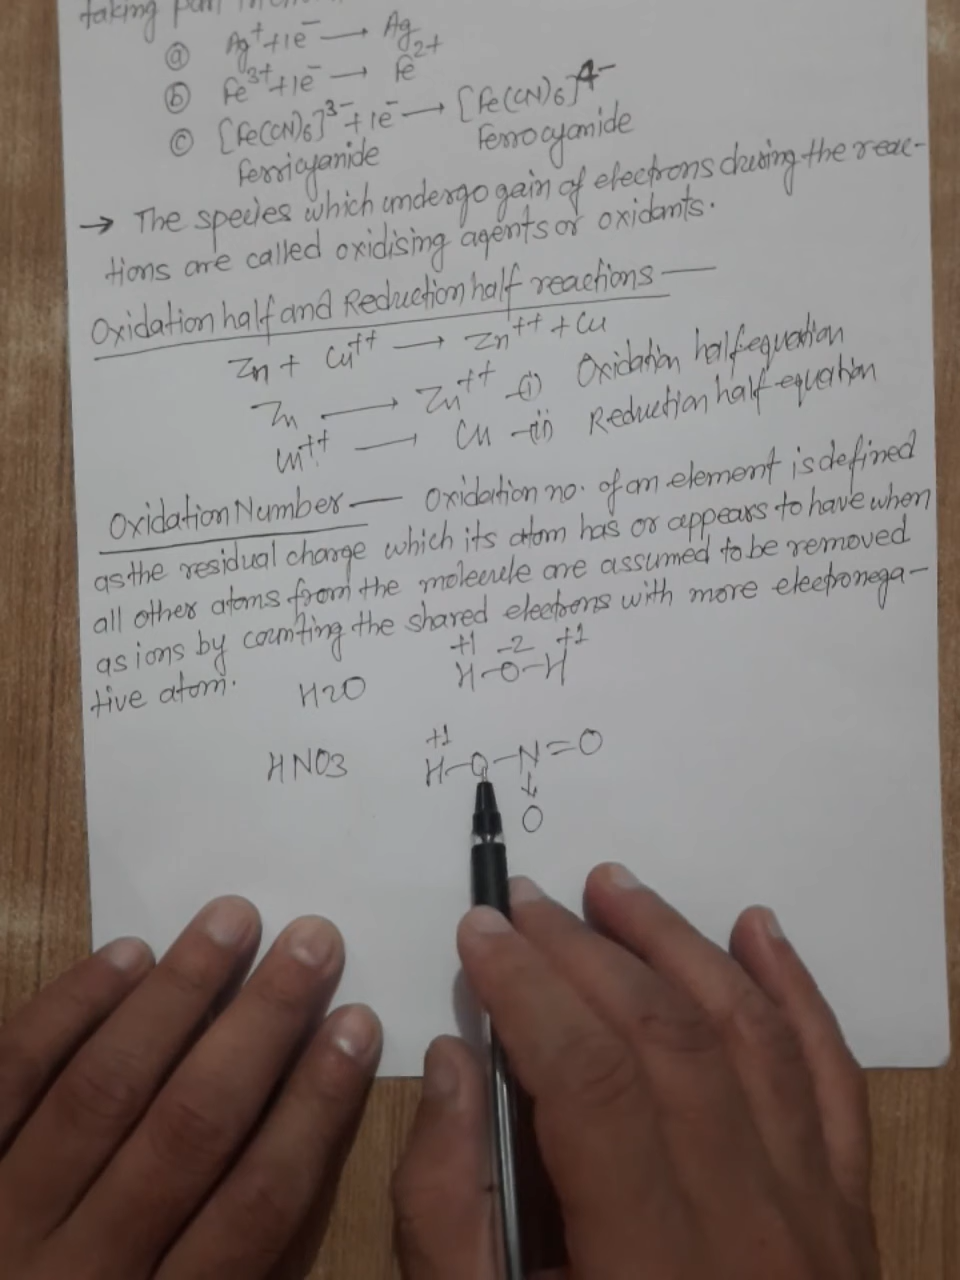 taking part in
ⓐ Ag⁺+1e⁻ → Ag
ⓑ Fe³⁺+1e⁻ → Fe²⁺
ⓒ [Fe(CN)6]³⁻+1e⁻ → [Fe(CN)6]⁴⁻
Ferricyanide Ferrocyanide
→ The species which undergo gain of electrons during the reac-
tions are called oxidising agents or oxidants.
Oxidation half and Reduction half reactions —
Zn + Cu⁺⁺ → Zn⁺⁺ + Cu
Zn → Zn⁺⁺ -(i) Oxidation half equation
Cu⁺⁺ → Cu -(ii) Reduction half-equation
Oxidation Number — Oxidation no. of an element is defined
as the residual charge which its atom has or appears to have when
all other atoms from the molecule are assumed to be removed
as ions by counting the shared electrons with more electronega-
tive atom.
+1 -2 +1
H2O H-O-H
+1
HNO3 H-O-N=O
↓
O